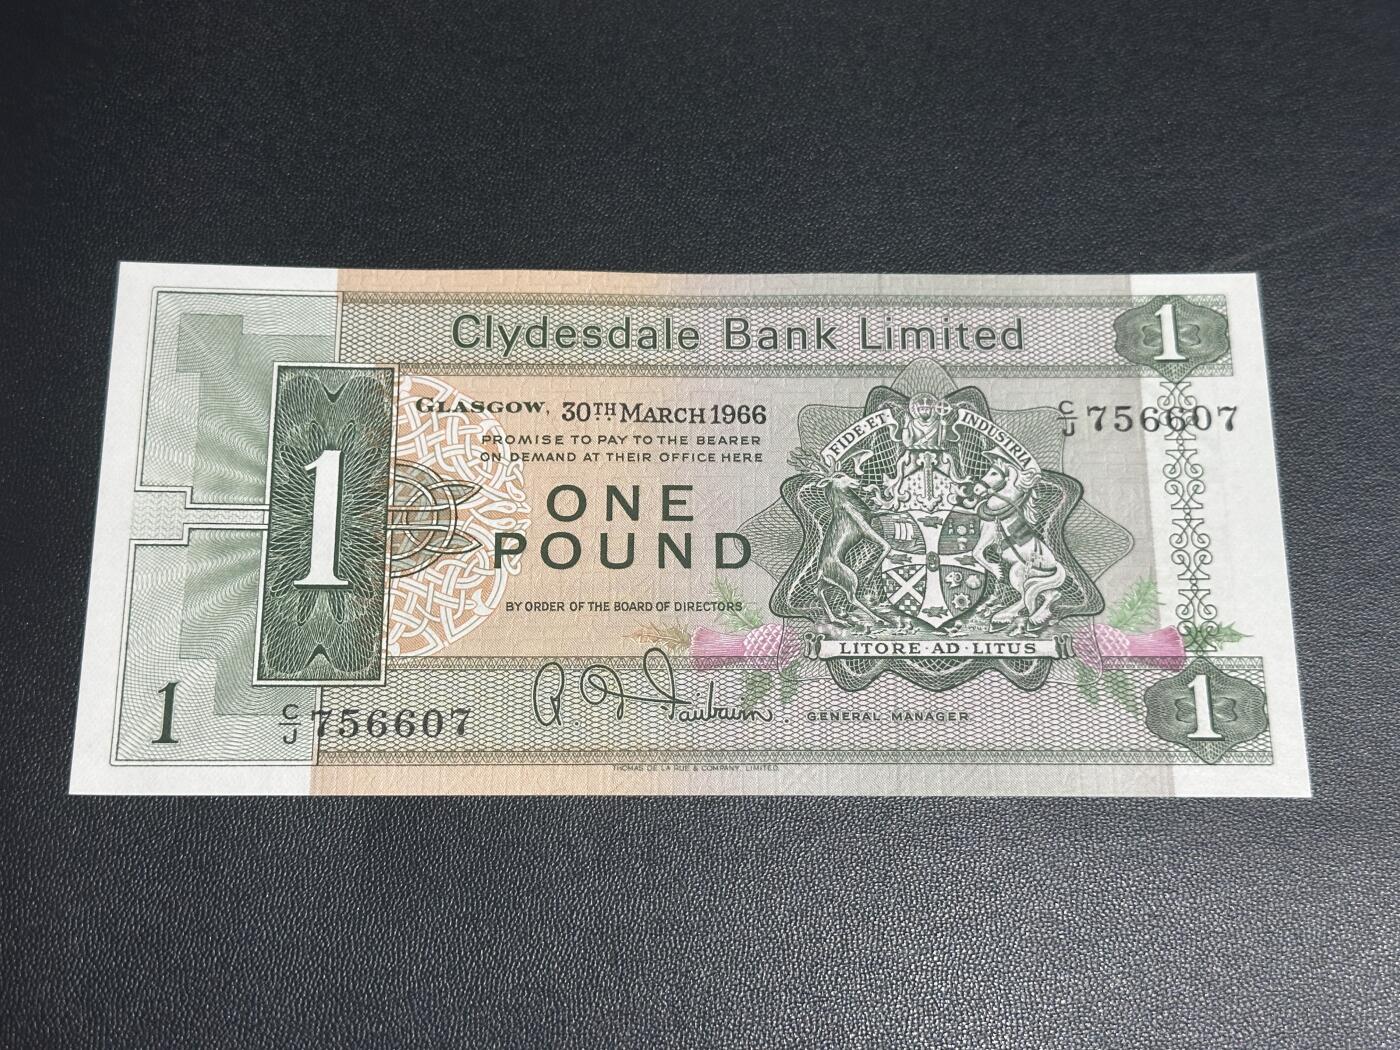 Clydesdale Bank Limited
1
GLASGOW, 30TH MARCH 1966
C/J 756607
PROMISE TO PAY TO THE BEARER
ON DEMAND AT THEIR OFFICE HERE
FIDE·ET
INDUSTRIA
1
ONE
POUND
BY ORDER OF THE BOARD OF DIRECTORS
LITORE·AD·LITUS
1
C/J 756607
R. D. Fairbairn.
GENERAL MANAGER
1
THOMAS DE LA RUE & COMPANY, LIMITED.